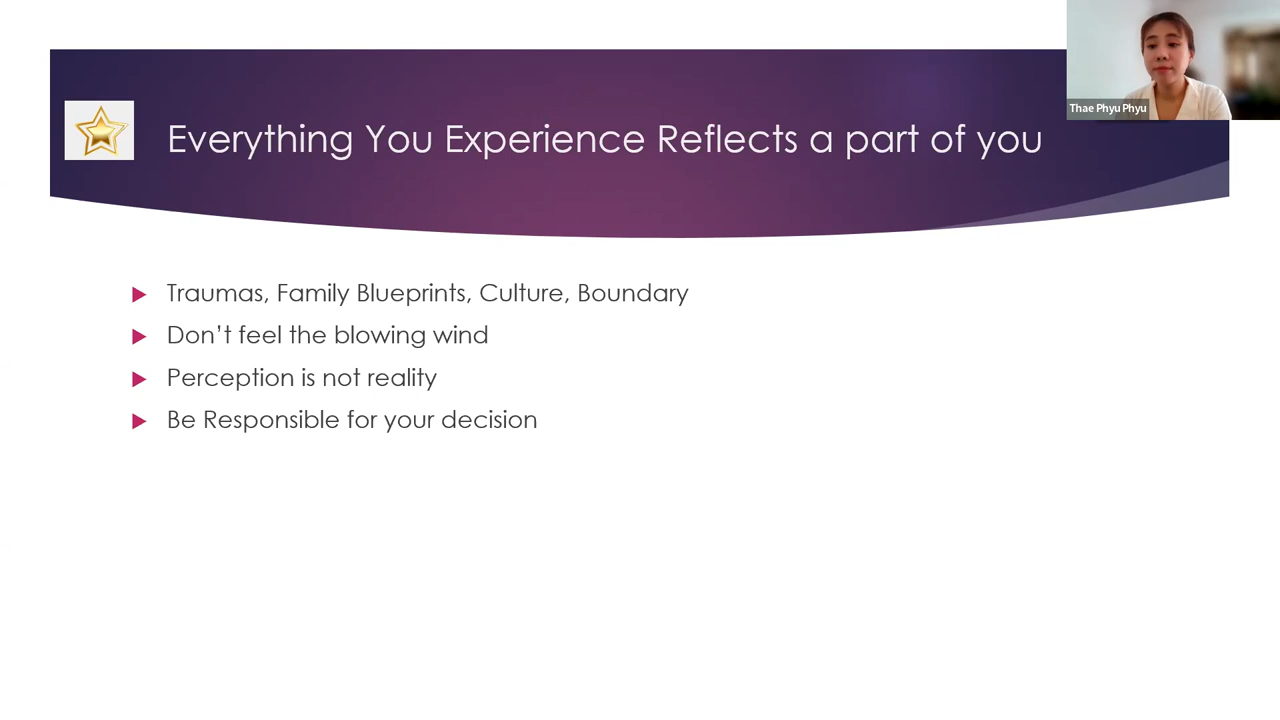 Thae Phyu Phyu
Everything You Experience Reflects a part of you
Traumas, Family Blueprints, Culture, Boundary
Don’t feel the blowing wind
Perception is not reality
Be Responsible for your decision